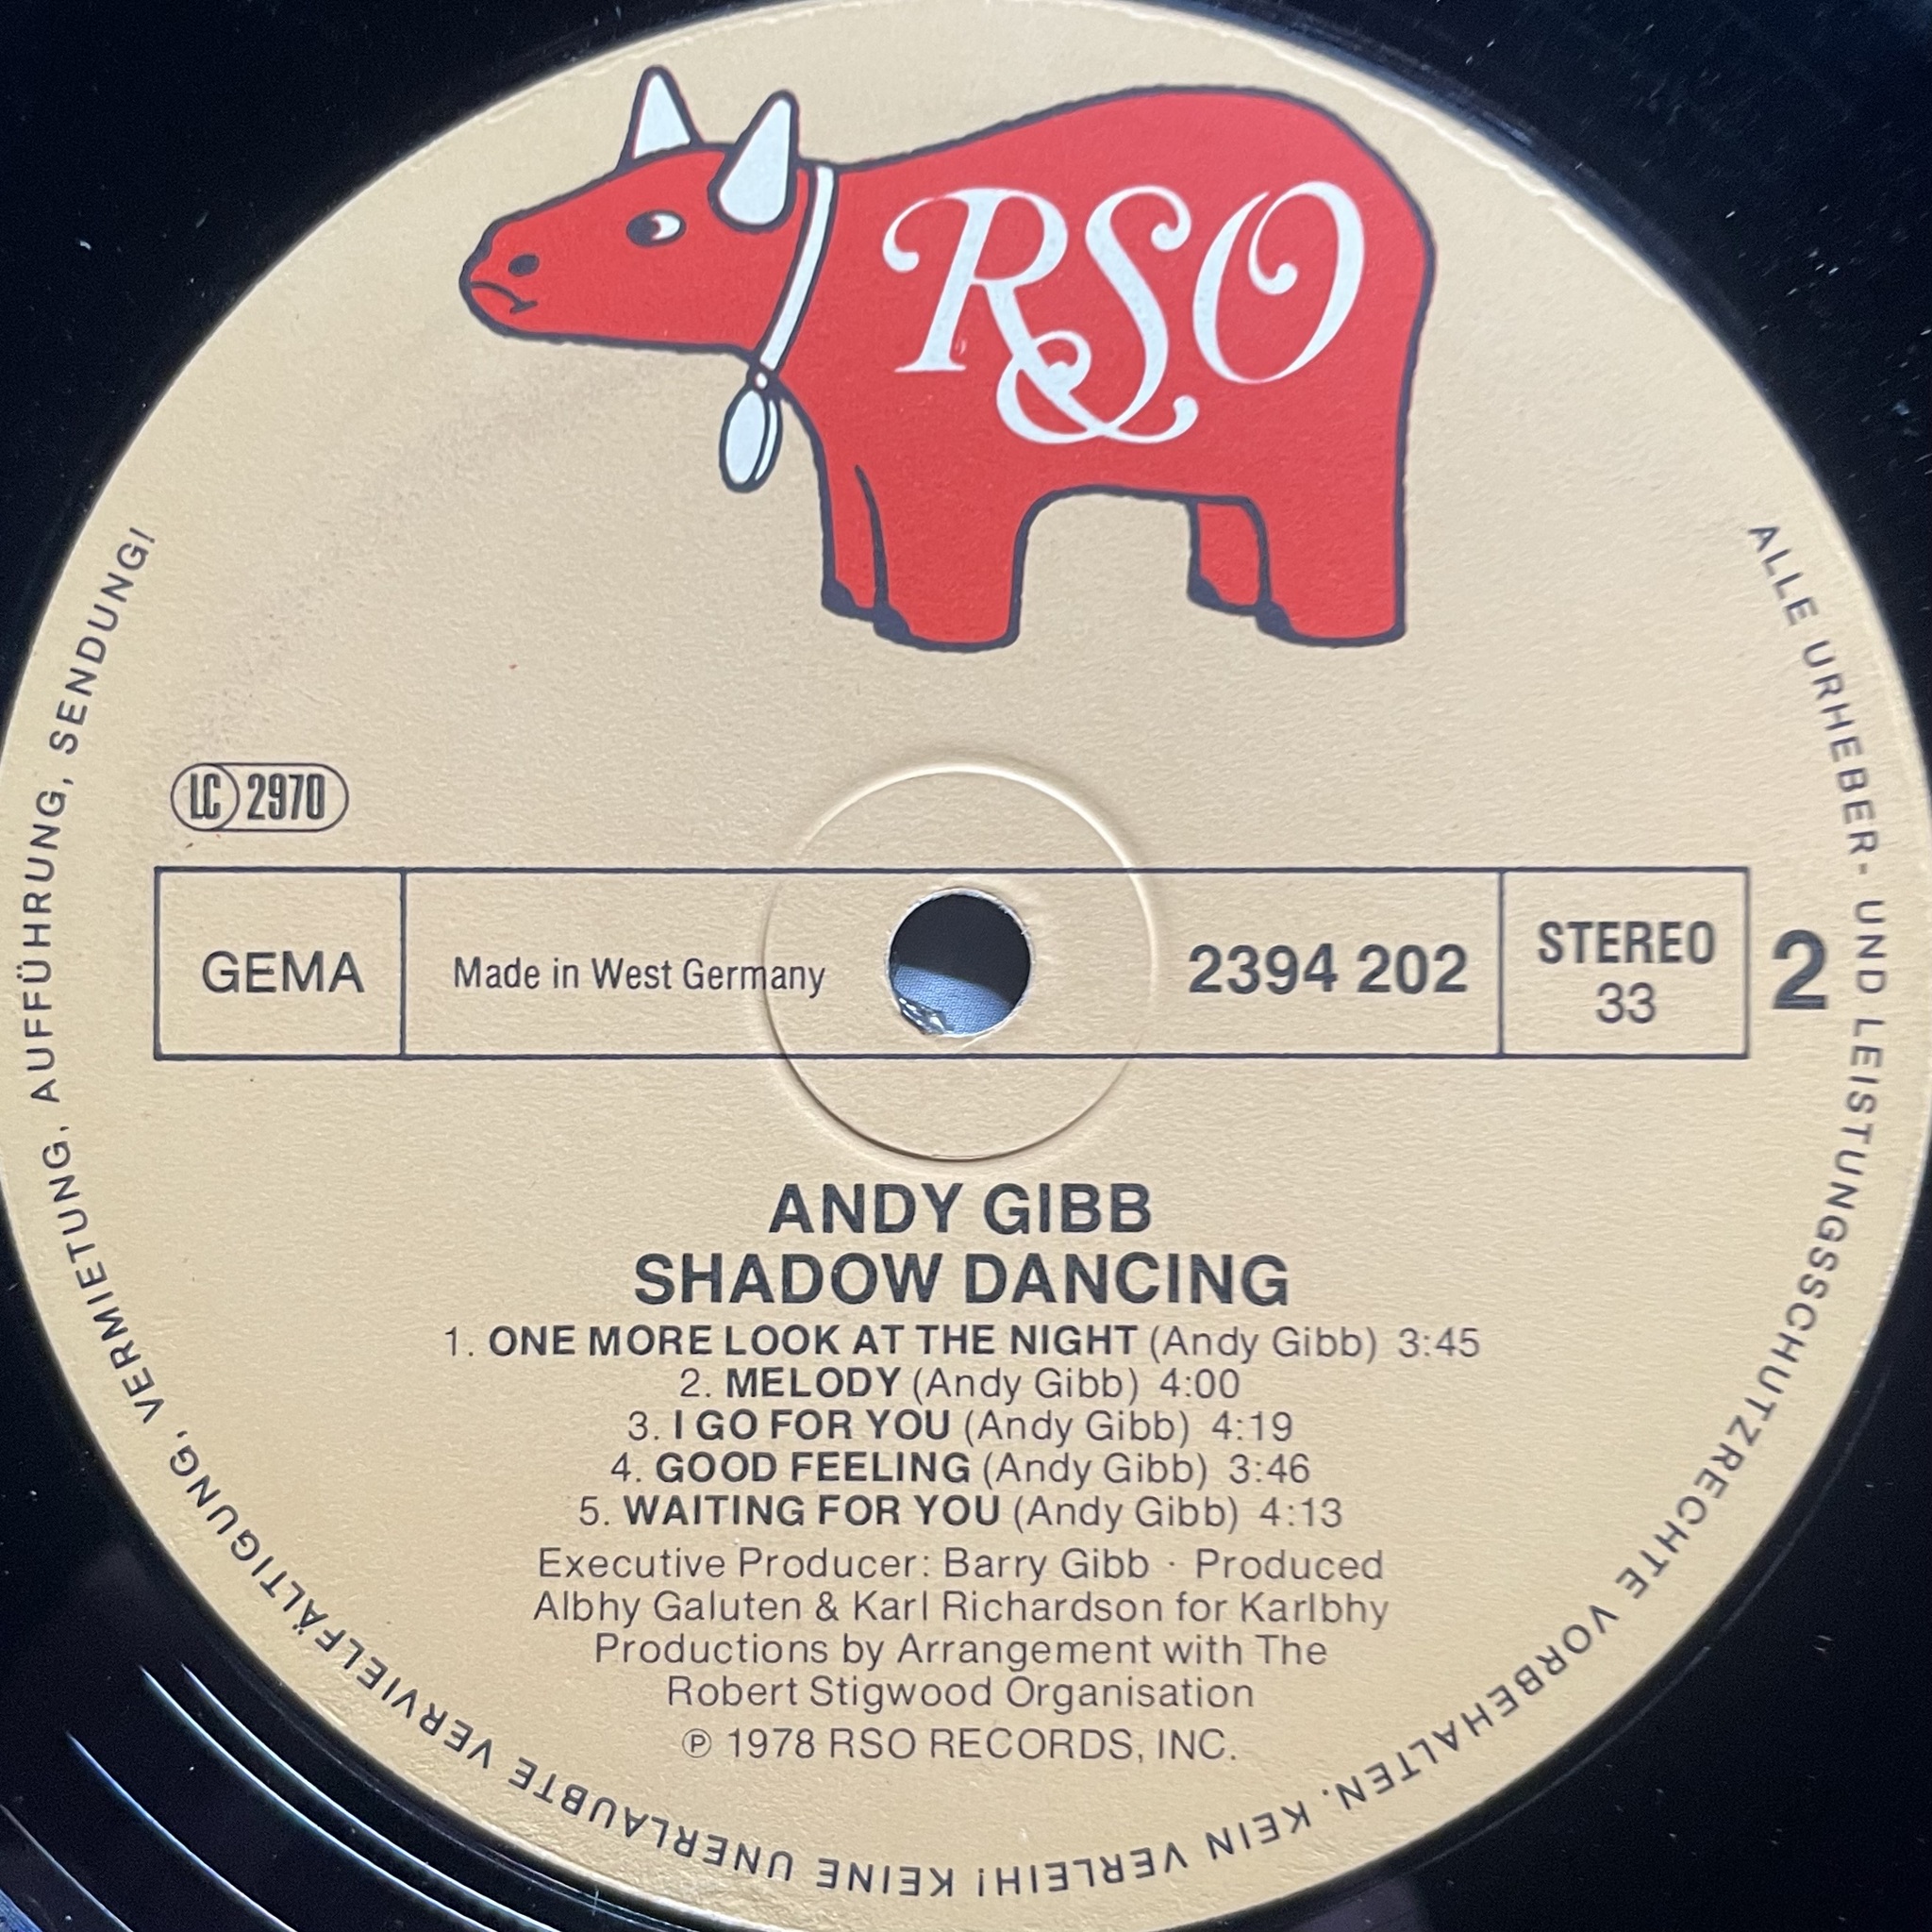 RSO
LC 2970
GEMA
Made in West Germany
2394 202
STEREO
33
2
ANDY GIBB
SHADOW DANCING
1. ONE MORE LOOK AT THE NIGHT (Andy Gibb) 3:45
2. MELODY (Andy Gibb) 4:00
3. I GO FOR YOU (Andy Gibb) 4:19
4. GOOD FEELING (Andy Gibb) 3:46
5. WAITING FOR YOU (Andy Gibb) 4:13
Executive Producer: Barry Gibb · Produced
Albhy Galuten & Karl Richardson for Karlbhy
Productions by Arrangement with The
Robert Stigwood Organisation
℗ 1978 RSO RECORDS, INC.
ALLE URHEBER- UND LEISTUNGSSCHUTZRECHTE VORBEHALTEN. KEIN VERLEIH! KEINE UNERLAUBTE VERVIELFÄLTIGUNG, VERMIETUNG, AUFFÜHRUNG, SENDUNG!